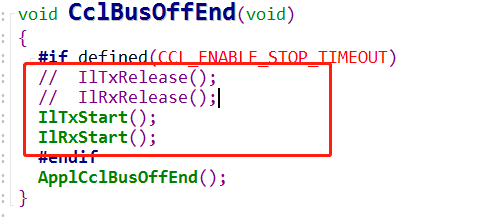 void CclBusOffEnd(void)
{
#if defined(CCL_ENABLE_STOP_TIMEOUT)
// IlTxRelease();
// IlRxRelease();
IlTxStart();
IlRxStart();
#endif
ApplCclBusOffEnd();
}